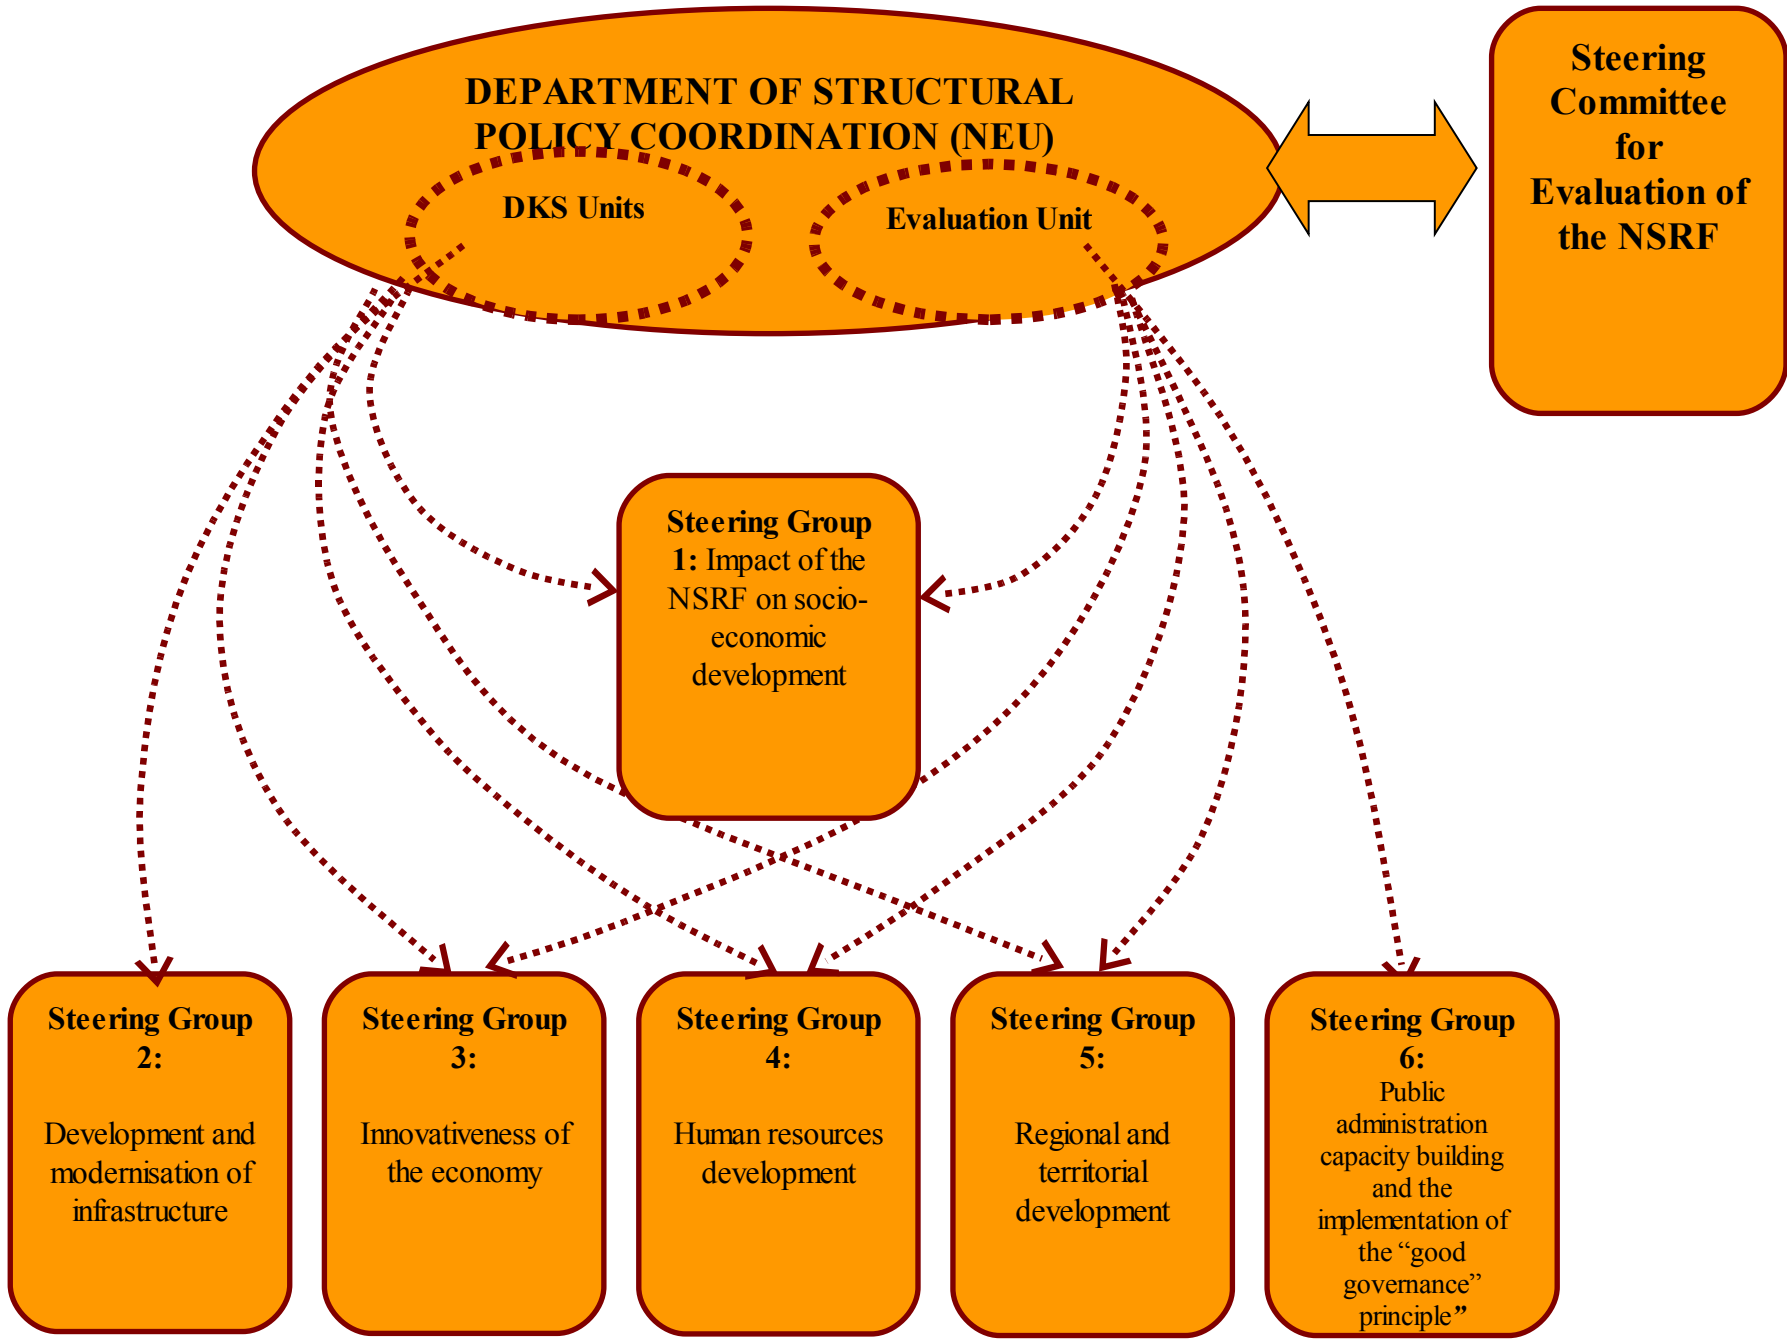 DEPARTMENT OF STRUCTURAL
POLICY COORDINATION (NEU)
DKS Units
Evaluation Unit
Steering
Committee
for
Evaluation of
the NSRF
Steering Group
1: Impact of the
NSRF on socio-
economic
development
Steering Group
2:
Development and
modernisation of
infrastructure
Steering Group
3:
Innovativeness of
the economy
Steering Group
4:
Human resources
development
Steering Group
5:
Regional and
territorial
development
Steering Group
6:
Public
administration
capacity building
and the
implementation of
the “good
governance”
principle”